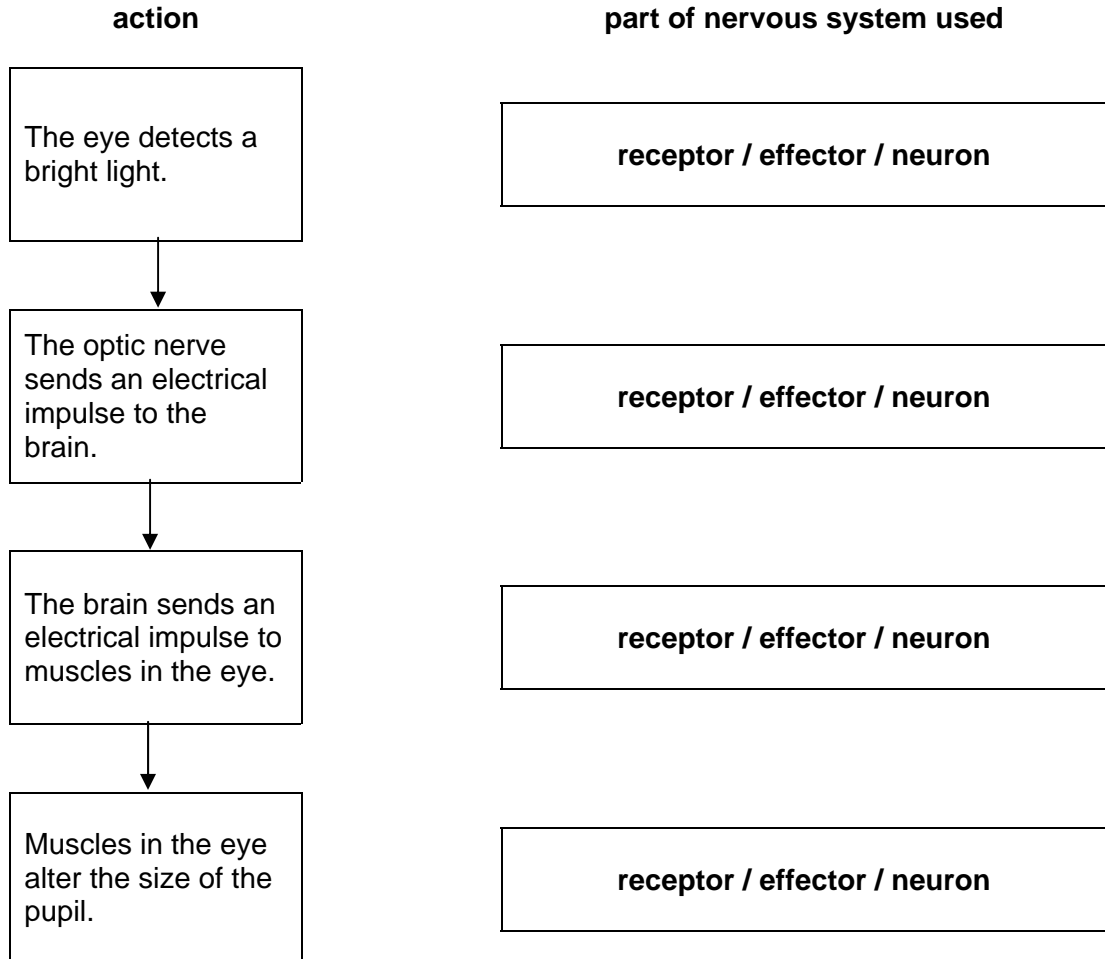 action
part of nervous system used
The eye detects a
bright light.
receptor / effector / neuron
The optic nerve
sends an electrical
impulse to the
brain.
receptor / effector / neuron
The brain sends an
electrical impulse to
muscles in the eye.
receptor / effector / neuron
Muscles in the eye
alter the size of the
pupil.
receptor / effector / neuron